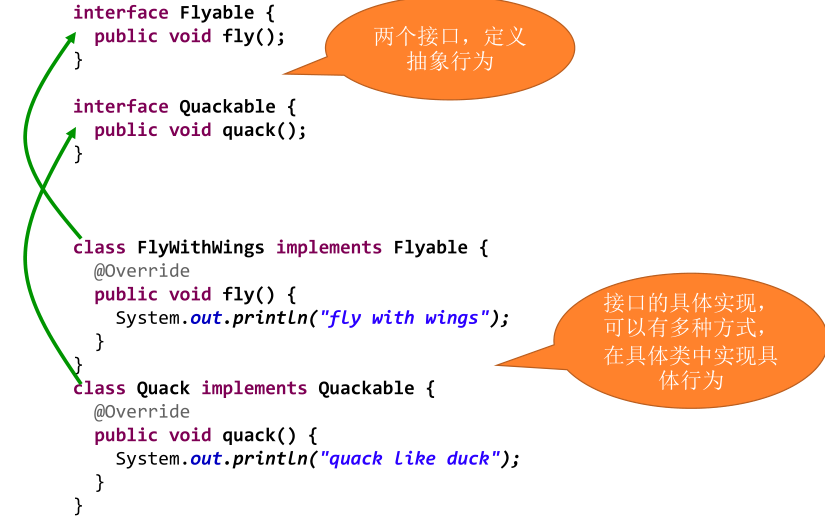 interface Flyable {
public void fly();
}
两个接口，定义
抽象行为
interface Quackable {
public void quack();
}
class FlyWithWings implements Flyable {
@Override
public void fly() {
System.out.println("fly with wings");
}
}
接口的具体实现，
可以有多种方式，
在具体类中实现具
体行为
class Quack implements Quackable {
@Override
public void quack() {
System.out.println("quack like duck");
}
}